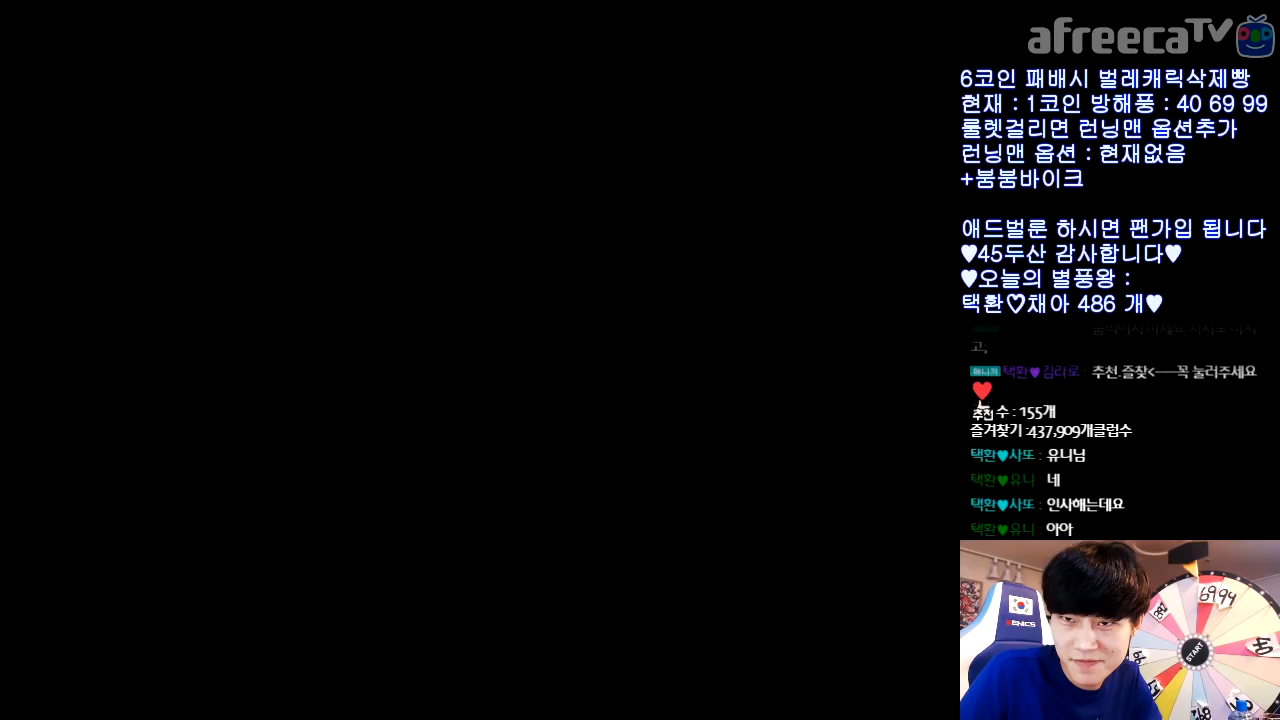 afreecaTV
6코인 패배시 벌레캐릭삭제빵
현재 : 1코인 방해풍 : 40 69 99
룰렛걸리면 런닝맨 옵션추가
런닝맨 옵션 : 현재없음
+붐붐바이크
애드벌룬 하시면 팬가입 됩니다
♥45두산 감사합니다♥
♥오늘의 별풍왕 :
택환♡채아 486 개♥
고;
매니저 택환♥김라로 : 추천.즐찾<──꼭 눌러주세요
♥
추천 수 : 155개
즐겨찾기 :437,909개클럽수
택환♥사또 : 유니님
택환♥유니 : 네
택환♥사또 : 인사해는데요
택환♥유니 : 아아
69.94
40
START